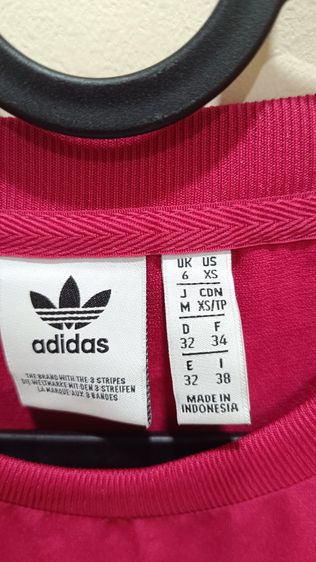 adidas
THE BRAND WITH THE 3 STRIPES
DIE WELTMARKE MIT DEN 3 STREIFEN
LA MARQUE AUX 3 BANDES
UK US
6 XS
J CDN
M XS/TP
D F
32 34
E I
32 38
MADE IN
INDONESIA